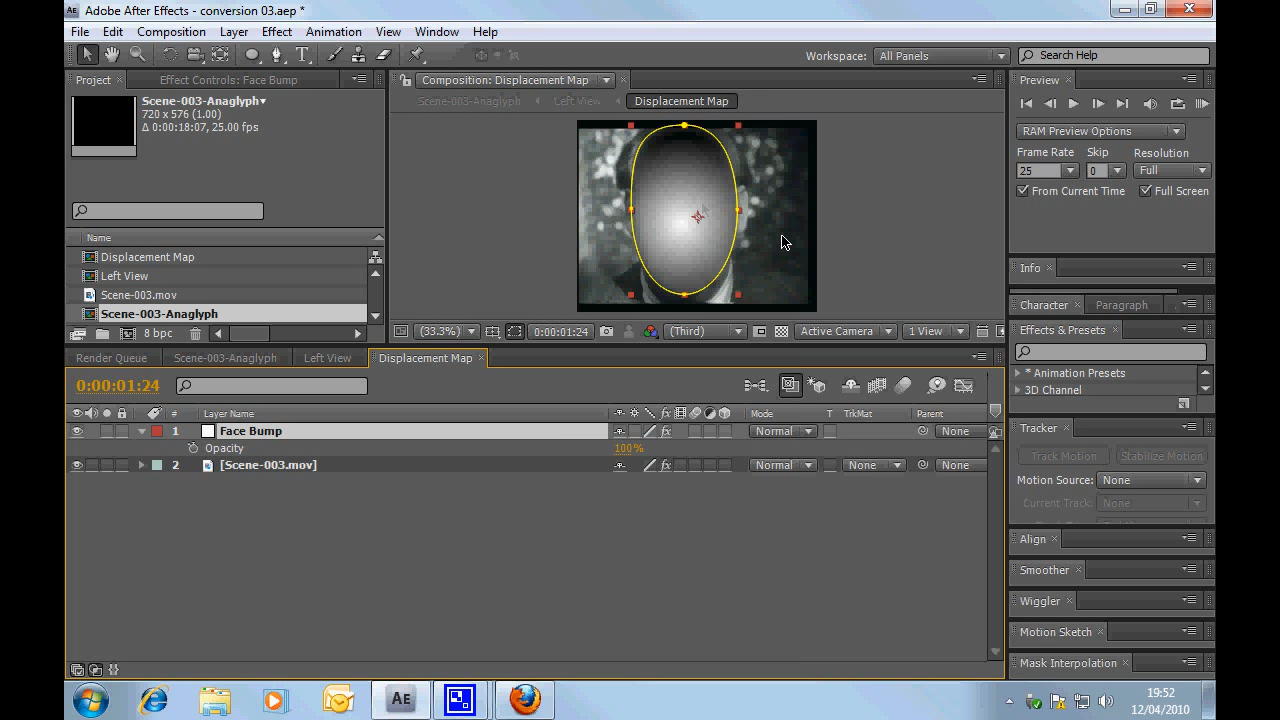 AE Adobe After Effects - conversion 03.aep *
File Edit Composition Layer Effect Animation View Window Help
T Workspace: All Panels Search Help
Project × Effect Controls: Face Bump
Composition: Displacement Map ×
Preview ×
Scene-003-Anaglyph
720 x 576 (1.00)
Δ 0:00:18:07, 25.00 fps
Scene-003-Anaglyph Left View Displacement Map
RAM Preview Options
Frame Rate Skip Resolution
25 0 Full
From Current Time Full Screen
Name
Displacement Map
Left View
Scene-003.mov
Scene-003-Anaglyph
8 bpc
(33.3%) 0:00:01:24 (Third) Active Camera 1 View
Info ×
Character × Paragraph
Effects & Presets ×
* Animation Presets
3D Channel
Render Queue Scene-003-Anaglyph Left View Displacement Map ×
0:00:01:24
# Layer Name fx Mode T TrkMat Parent
1 Face Bump fx Normal None
Opacity 100%
2 [Scene-003.mov] fx Normal None None
Tracker ×
Track Motion Stabilize Motion
Motion Source: None
Current Track: None
Align ×
Smoother ×
Wiggler ×
Motion Sketch ×
Mask Interpolation ×
AE
19:52
12/04/2010